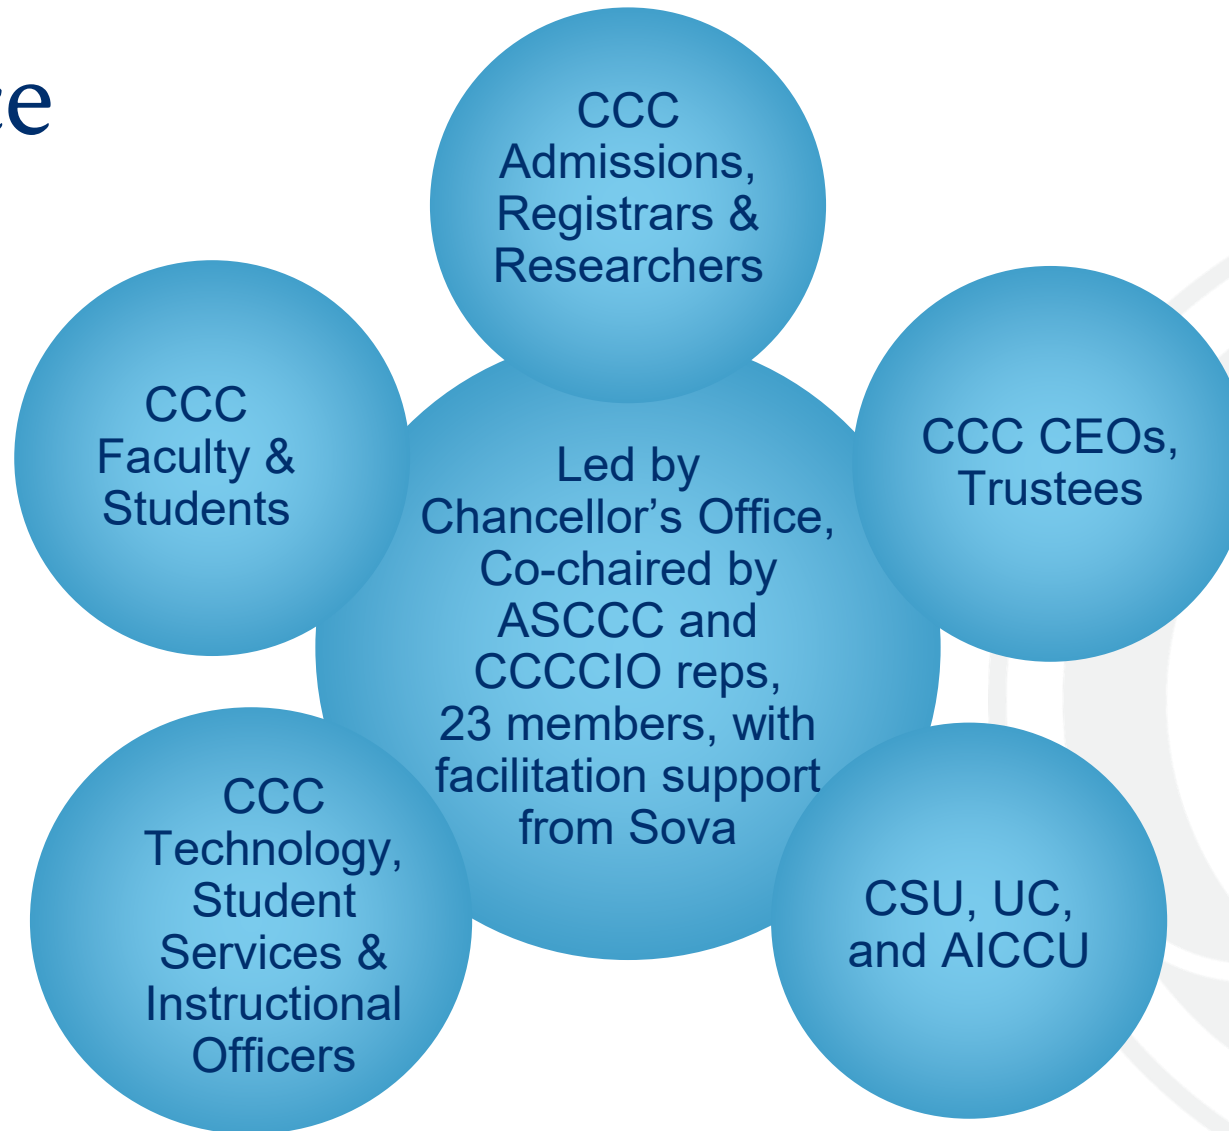 ce
CCC
Admissions,
Registrars &
Researchers
CCC
Faculty &
Students
CCC CEOs,
Trustees
Led by
Chancellor’s Office,
Co-chaired by
ASCCC and
CCCCIO reps,
23 members, with
facilitation support
from Sova
CCC
Technology,
Student
Services &
Instructional
Officers
CSU, UC,
and AICCU